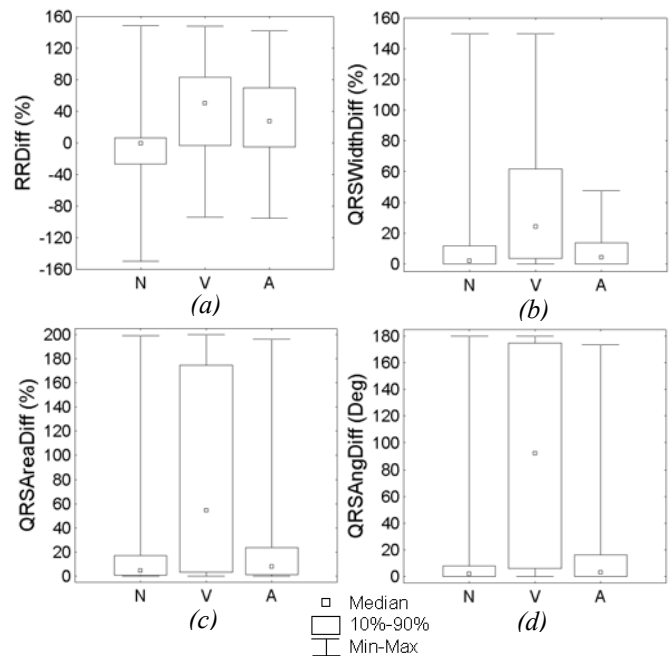 RRDiff (%)
160
120
80
40
0
-40
-80
-120
-160
N V A
(a)
QRSWidthDiff (%)
160
140
120
100
80
60
40
20
0
N V A
(b)
QRSAreaDiff (%)
200
180
160
140
120
100
80
60
40
20
0
N V A
(c)
QRSAngDiff (Deg)
180
160
140
120
100
80
60
40
20
0
N V A
(d)
Median
10%-90%
Min-Max